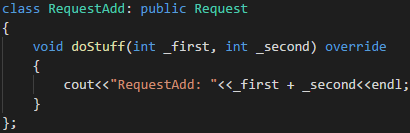 class RequestAdd: public Request
{
    void doStuff(int _first, int _second) override
    {
        cout<<"RequestAdd: "<<_first + _second<<endl;
    }
};